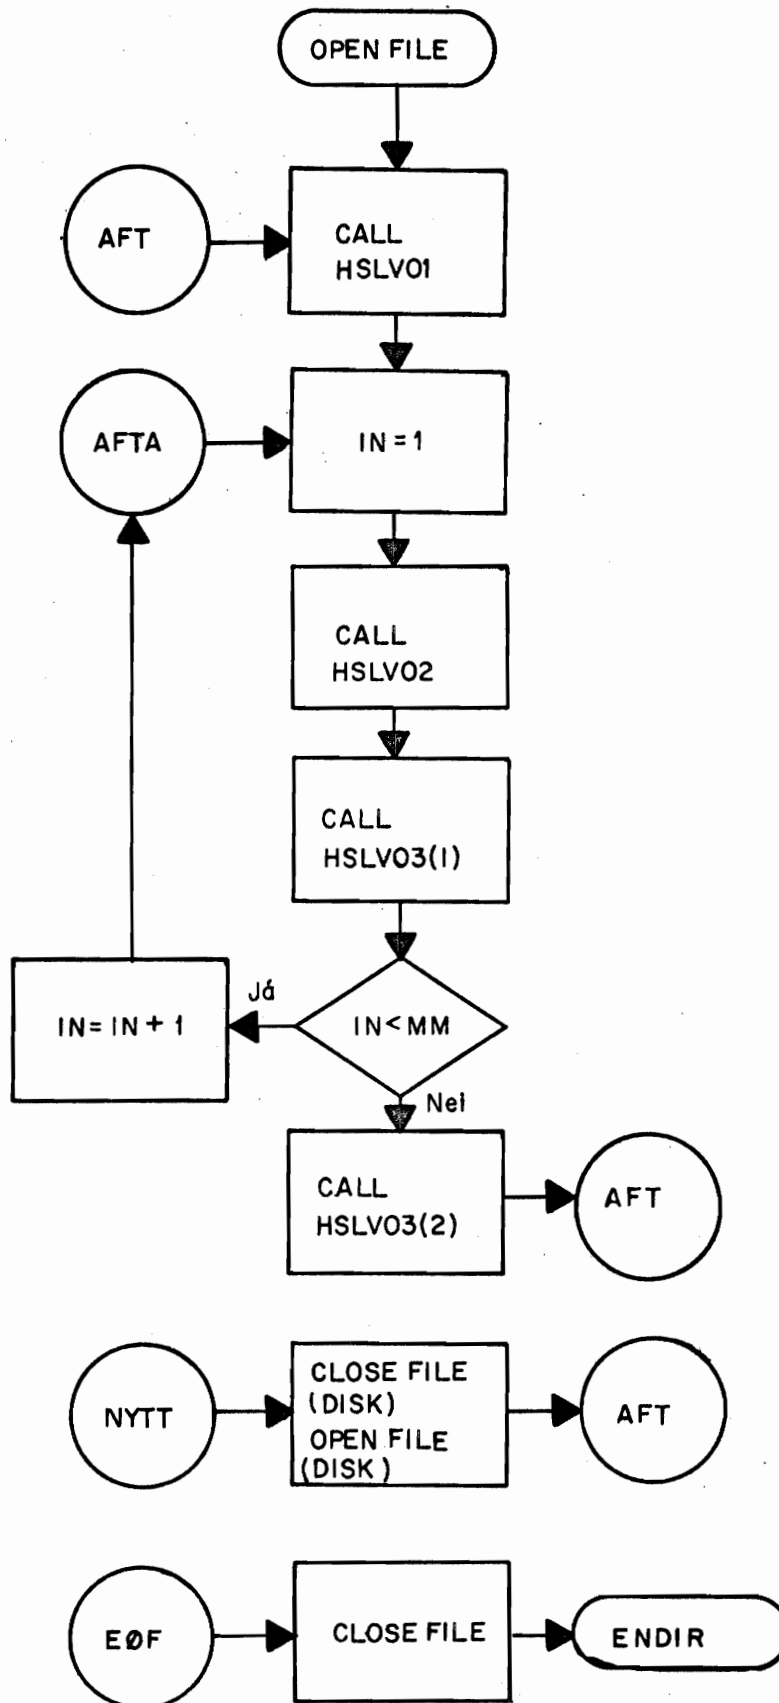 OPEN FILE
AFT
CALL
HSLV01
AFTA
IN = 1
CALL
HSLV02
CALL
HSLV03(1)
IN = IN + 1
Já
IN < MM
Nei
CALL
HSLV03(2)
AFT
NYTT
CLOSE FILE
(DISK)
OPEN FILE
(DISK)
AFT
EØF
CLOSE FILE
ENDIR